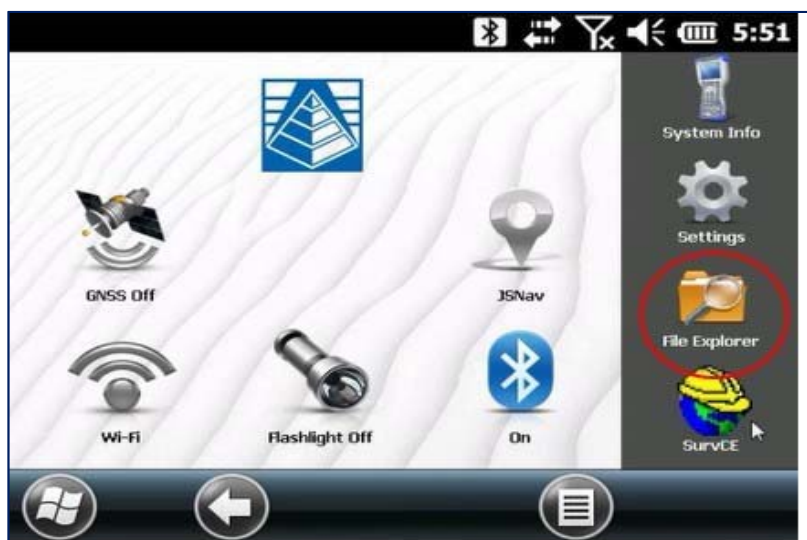 5:51
System Info
Settings
GNSS Off
JSNav
File Explorer
Wi-Fi
Flashlight Off
On
SurvCE